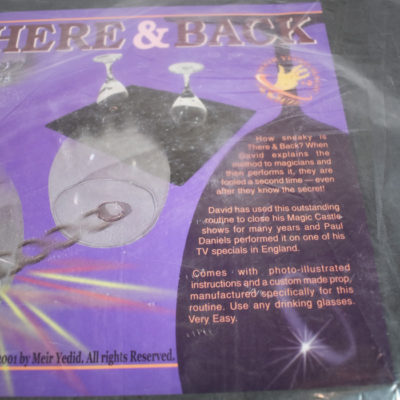 HERE & BACK
How sneaky is
There & Back? When
David explains the
method to magicians and
then performs it, they are
fooled a second time — even
after they know the secret!
David has used this outstanding
routine to close his Magic Castle
shows for many years and Paul
Daniels performed it on one of his
TV specials in England.
Comes with photo-illustrated
instructions and a custom made prop
manufactured specifically for this
routine. Use any drinking glasses.
Very Easy.
2001 by Meir Yedid. All rights Reserved.